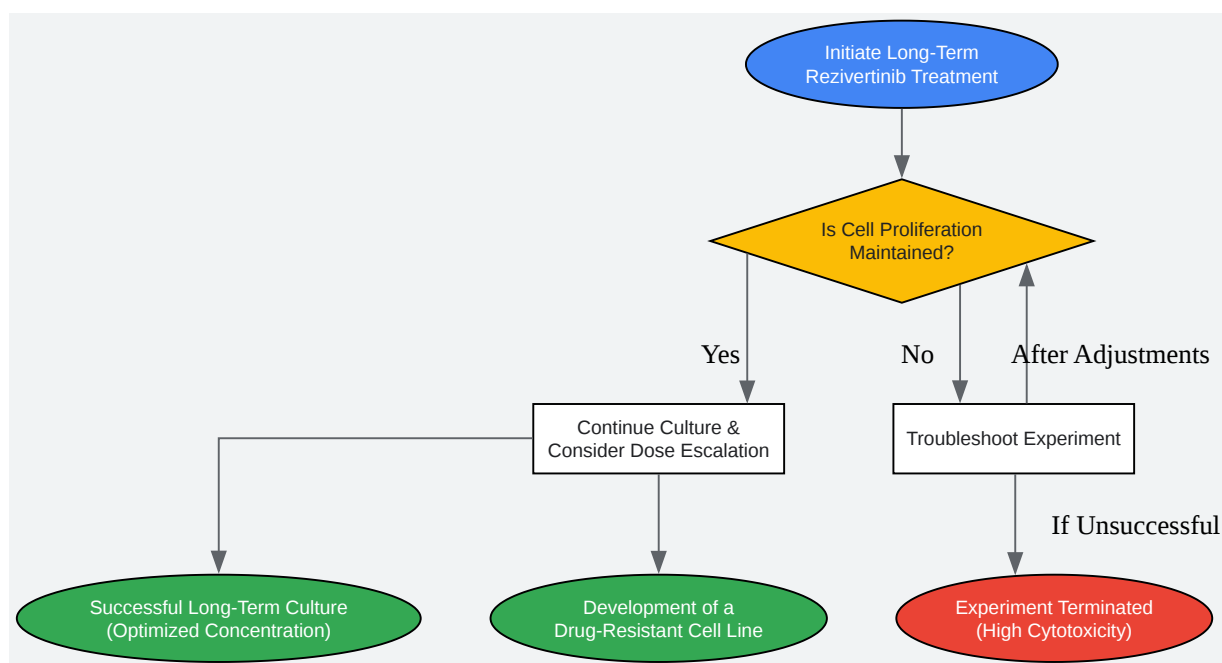 Initiate Long-Term
Rezivertinib Treatment
Is Cell Proliferation
Maintained?
Yes
No
After Adjustments
Continue Culture &
Consider Dose Escalation
Troubleshoot Experiment
If Unsuccessful
Successful Long-Term Culture
(Optimized Concentration)
Development of a
Drug-Resistant Cell Line
Experiment Terminated
(High Cytotoxicity)